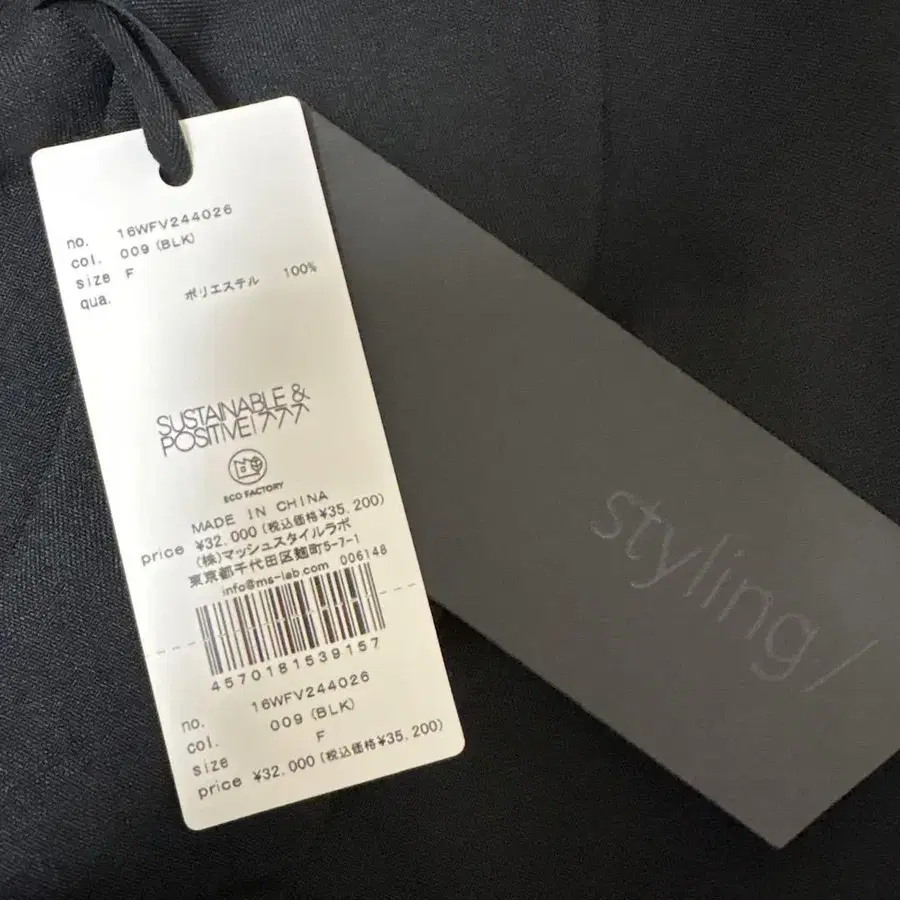 no. 16WFV244026
col. 009 (BLK)
size F
qua. ポリエステル 100%
SUSTAINABLE &
POSITIVE!
ECO FACTORY
MADE IN CHINA
price ¥32,000 (税込価格¥35,200)
(株)マッシュスタイルラボ
東京都千代田区麹町5-7-1
info@ms-lab.com 006148
4570181539157
no. 16WFV244026
col. 009 (BLK)
size F
price ¥32,000 (税込価格¥35,200)
styling/